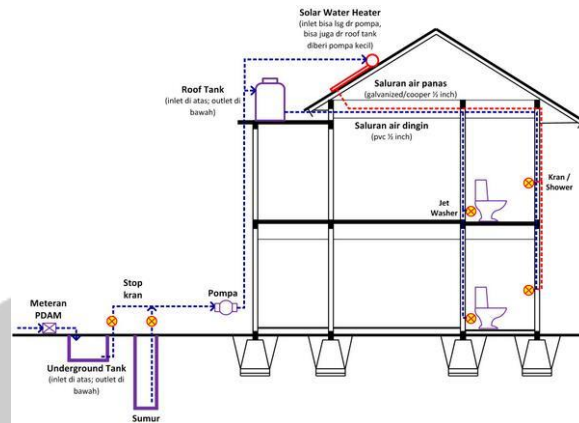 Solar Water Heater
(inlet bisa lsg dr pompa,
bisa juga dr roof tank
diberi pompa kecil)
Roof Tank
(inlet di atas; outlet di
bawah)
Saluran air panas
(galvanized/cooper ½ inch)
Saluran air dingin
(pvc ½ inch)
Kran /
Shower
Jet
Washer
Stop
kran
Pompa
Meteran
PDAM
Underground Tank
(inlet di atas; outlet di
bawah)
Sumur